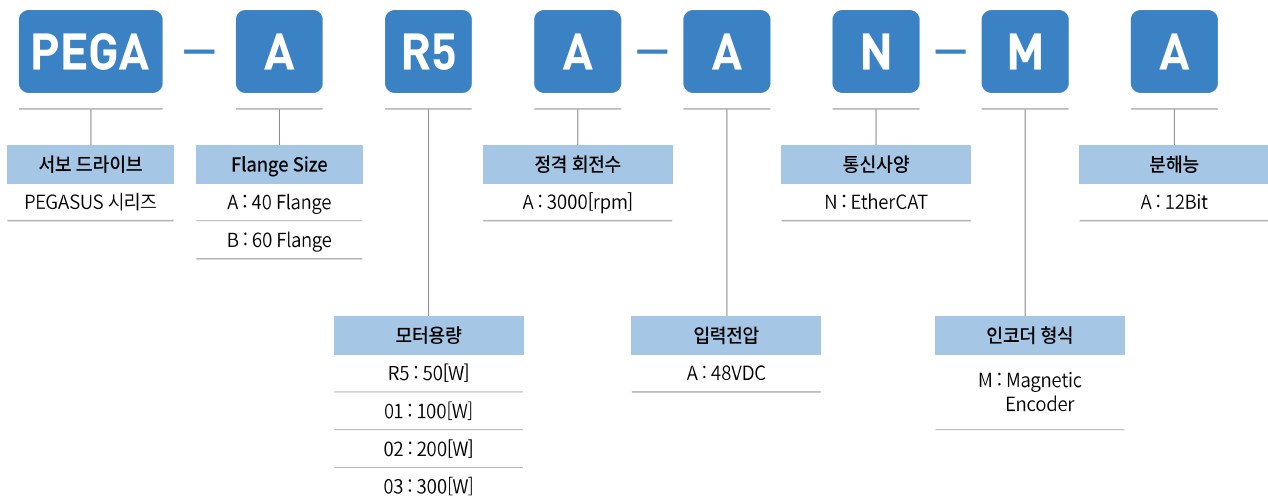 PEGA - A R5 A - A N - M A
서보 드라이브
PEGASUS 시리즈
Flange Size
A : 40 Flange
B : 60 Flange
정격 회전수
A : 3000[rpm]
통신사양
N : EtherCAT
분해능
A : 12Bit
모터용량
R5 : 50[W]
01 : 100[W]
02 : 200[W]
03 : 300[W]
입력전압
A : 48VDC
인코더 형식
M : Magnetic
Encoder